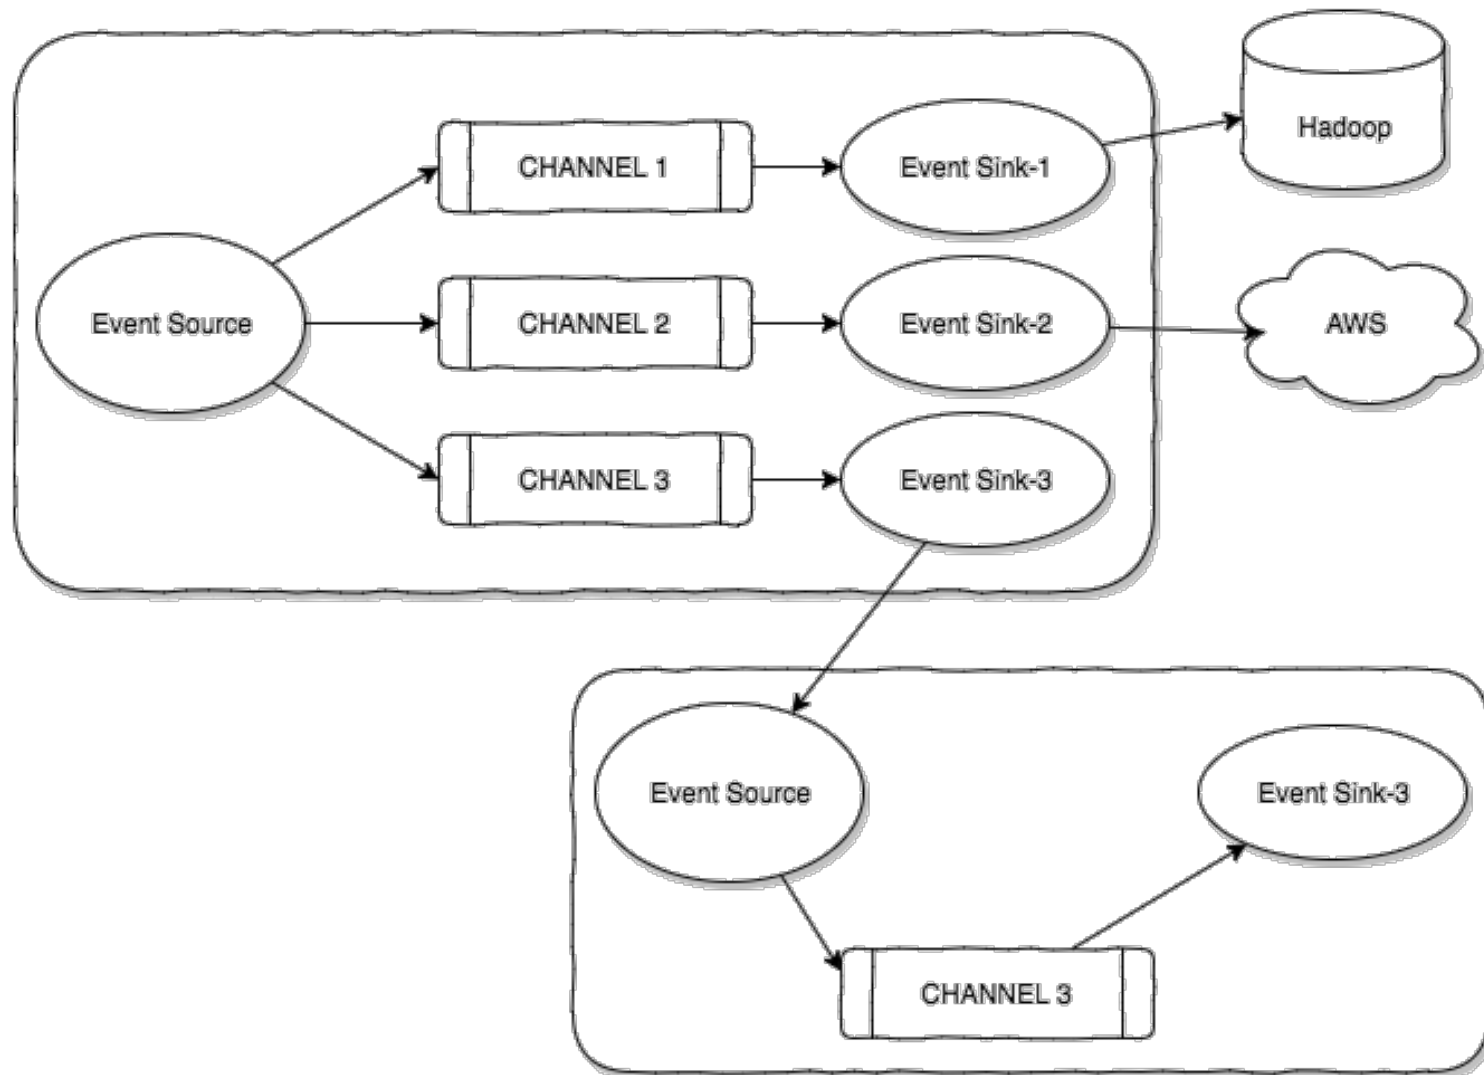 Hadoop
CHANNEL 1
Event Sink-1
Event Source
CHANNEL 2
Event Sink-2
AWS
CHANNEL 3
Event Sink-3
Event Source
Event Sink-3
CHANNEL 3